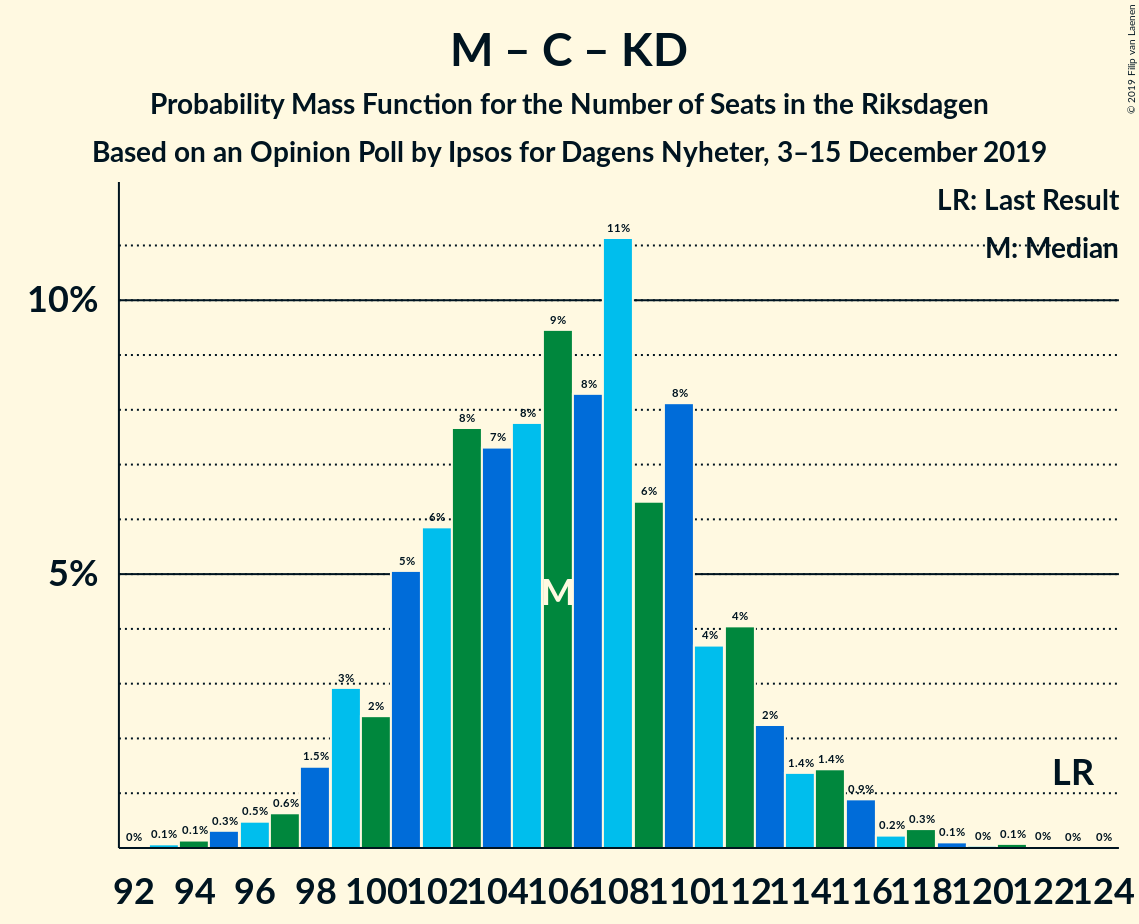 M – C – KD
Probability Mass Function for the Number of Seats in the Riksdagen
Based on an Opinion Poll by Ipsos for Dagens Nyheter, 3–15 December 2019
© 2019 Filip van Laenen
LR: Last Result
M: Median
10%
5%
0% 0.1% 0.1% 0.3% 0.5% 0.6% 1.5% 3% 2% 5% 6% 8% 7% 8% 9% 8% 11% 6% 8% 4% 4% 2% 1.4% 1.4% 0.9% 0.2% 0.3% 0.1% 0% 0.1% 0% 0% 0%
M
LR
92 94 96 98 100 102 104 106 108 110 112 114 116 118 120 122 124